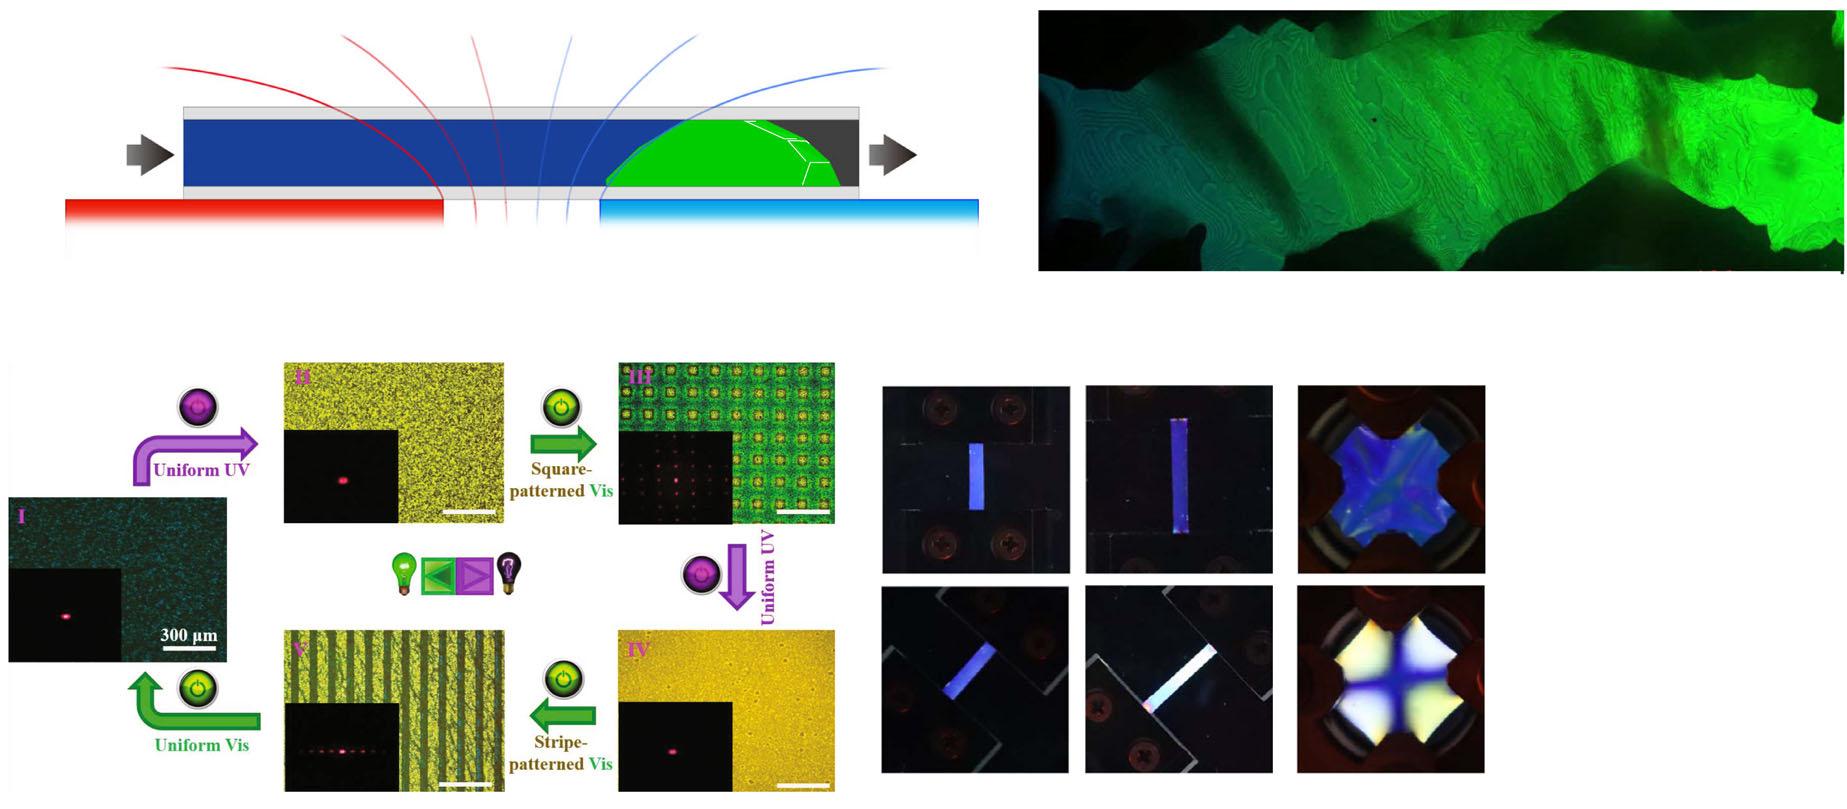 II
III
Uniform UV
Square-
patterned Vis
I
Uniform UV
300 μm
V
IV
Uniform Vis
Stripe-
patterned Vis